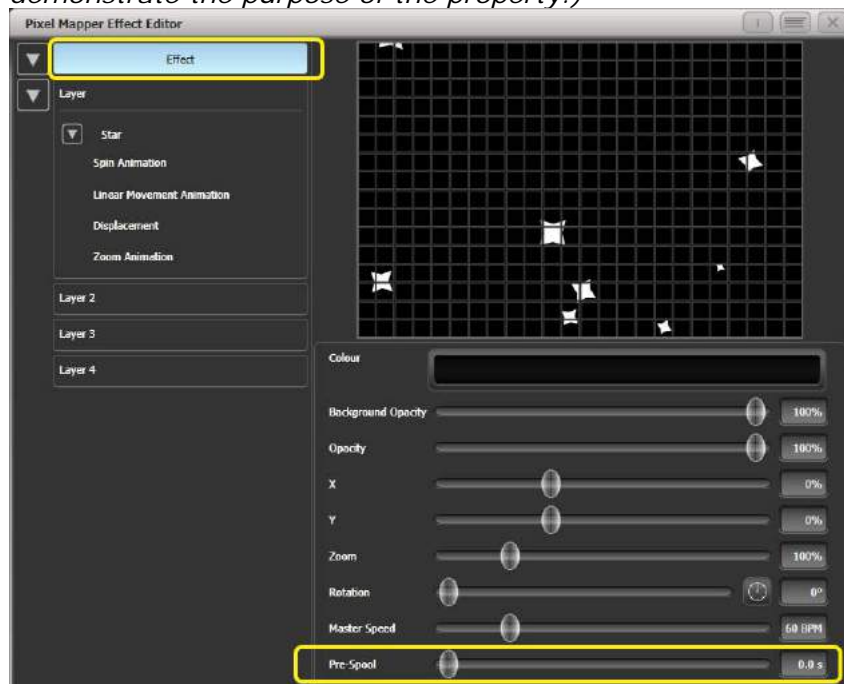 demonstrate the purpose of the property.)
Pixel Mapper Effect Editor
Effect
Layer
Star
Spin Animation
Linear Movement Animation
Displacement
Zoom Animation
Layer 2
Layer 3
Layer 4
Colour
Background Opacity 100%
Opacity 100%
X 0%
Y 0%
Zoom 100%
Rotation 0°
Master Speed 60 BPM
Pre-Spool 0.0 s